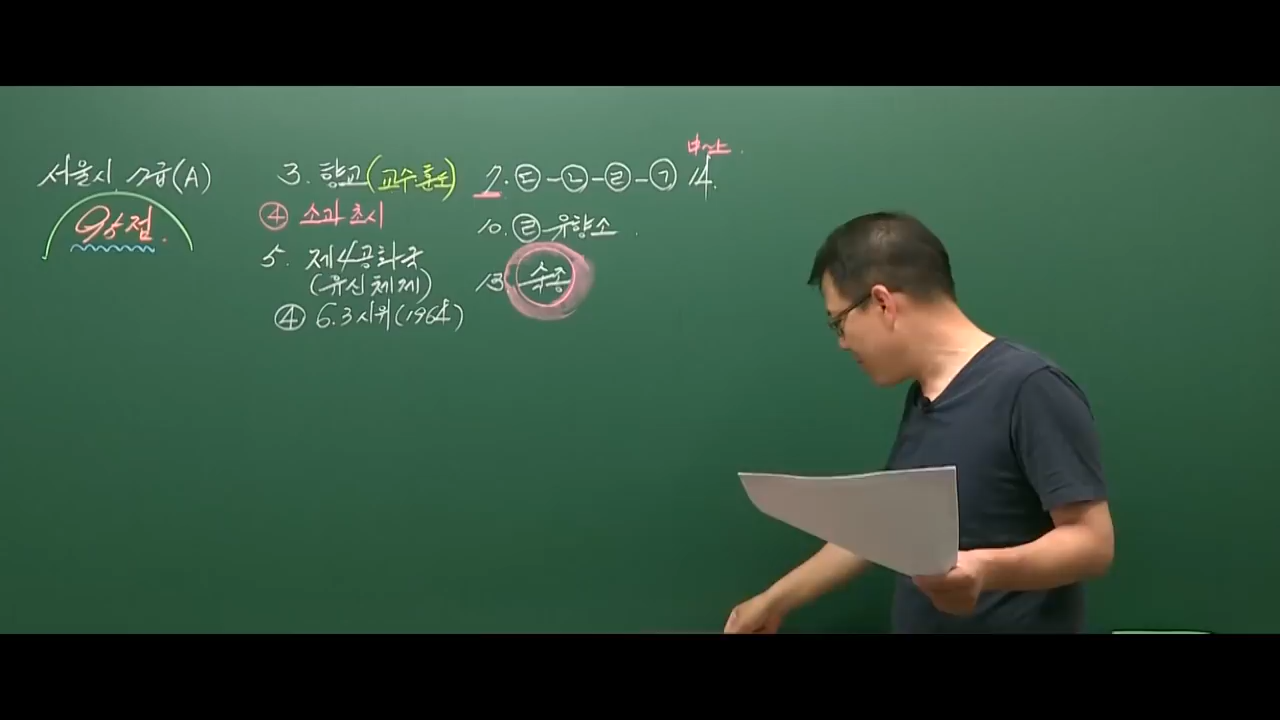 서울시 7급(A)
95점.
3. 향교(교수·훈도)
④ 소과 초시
5. 제4공화국
(유신체제)
④ 6.3시위(1964)
7. ㉢-㉡-㉣-㉠
10. ㉣ 유향소.
13. 숙종
14.